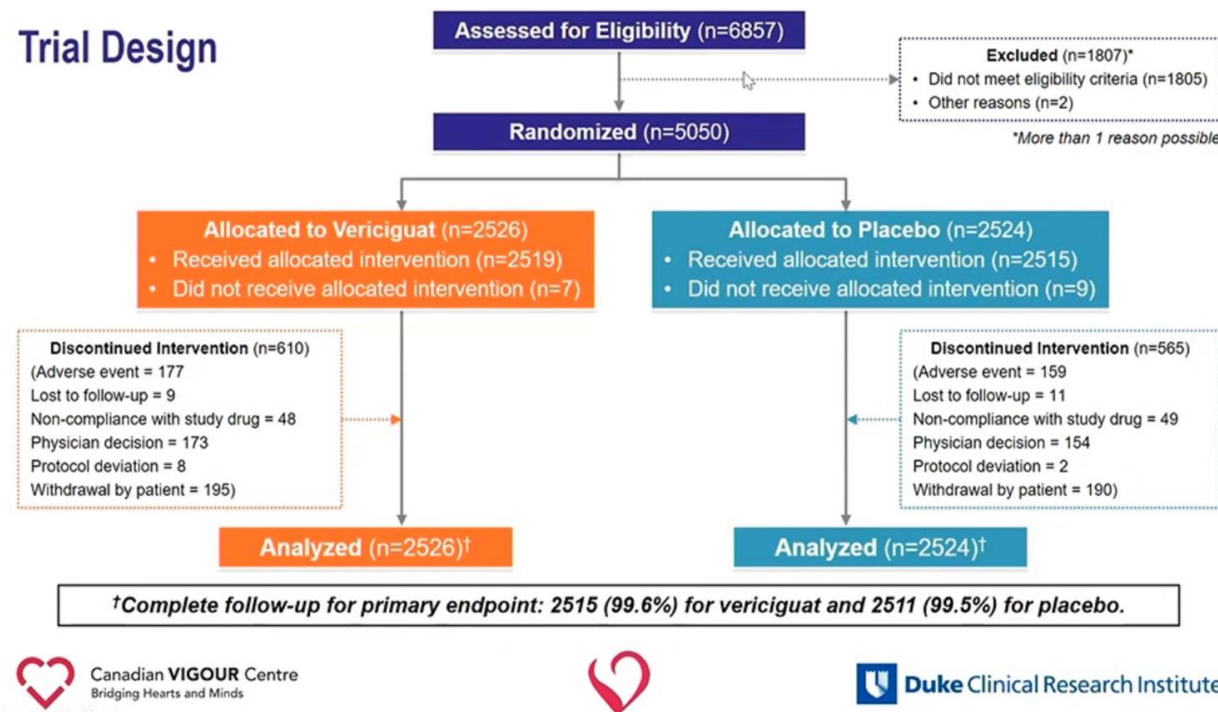 Trial Design
Assessed for Eligibility (n=6857)
Excluded (n=1807)*
• Did not meet eligibility criteria (n=1805)
• Other reasons (n=2)
*More than 1 reason possible
Randomized (n=5050)
Allocated to Vericiguat (n=2526)
• Received allocated intervention (n=2519)
• Did not receive allocated intervention (n=7)
Allocated to Placebo (n=2524)
• Received allocated intervention (n=2515)
• Did not receive allocated intervention (n=9)
Discontinued Intervention (n=610)
(Adverse event = 177
Lost to follow-up = 9
Non-compliance with study drug = 48
Physician decision = 173
Protocol deviation = 8
Withdrawal by patient = 195)
Discontinued Intervention (n=565)
(Adverse event = 159
Lost to follow-up = 11
Non-compliance with study drug = 49
Physician decision = 154
Protocol deviation = 2
Withdrawal by patient = 190)
Analyzed (n=2526)†
Analyzed (n=2524)†
†Complete follow-up for primary endpoint: 2515 (99.6%) for vericiguat and 2511 (99.5%) for placebo.
Canadian VIGOUR Centre
Bridging Hearts and Minds
Duke Clinical Research Institute